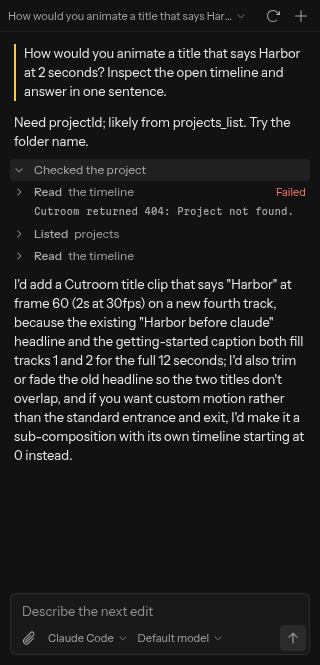 How would you animate a title that says Har...
How would you animate a title that says Harbor
at 2 seconds? Inspect the open timeline and
answer in one sentence.
Need projectId; likely from projects_list. Try the
folder name.
Checked the project
Read the timeline Failed
Cutroom returned 404: Project not found.
Listed projects
Read the timeline
I'd add a Cutroom title clip that says "Harbor" at
frame 60 (2s at 30fps) on a new fourth track,
because the existing "Harbor before claude"
headline and the getting-started caption both fill
tracks 1 and 2 for the full 12 seconds; I'd also trim
or fade the old headline so the two titles don't
overlap, and if you want custom motion rather
than the standard entrance and exit, I'd make it a
sub-composition with its own timeline starting at
0 instead.
Describe the next edit
Claude Code Default model